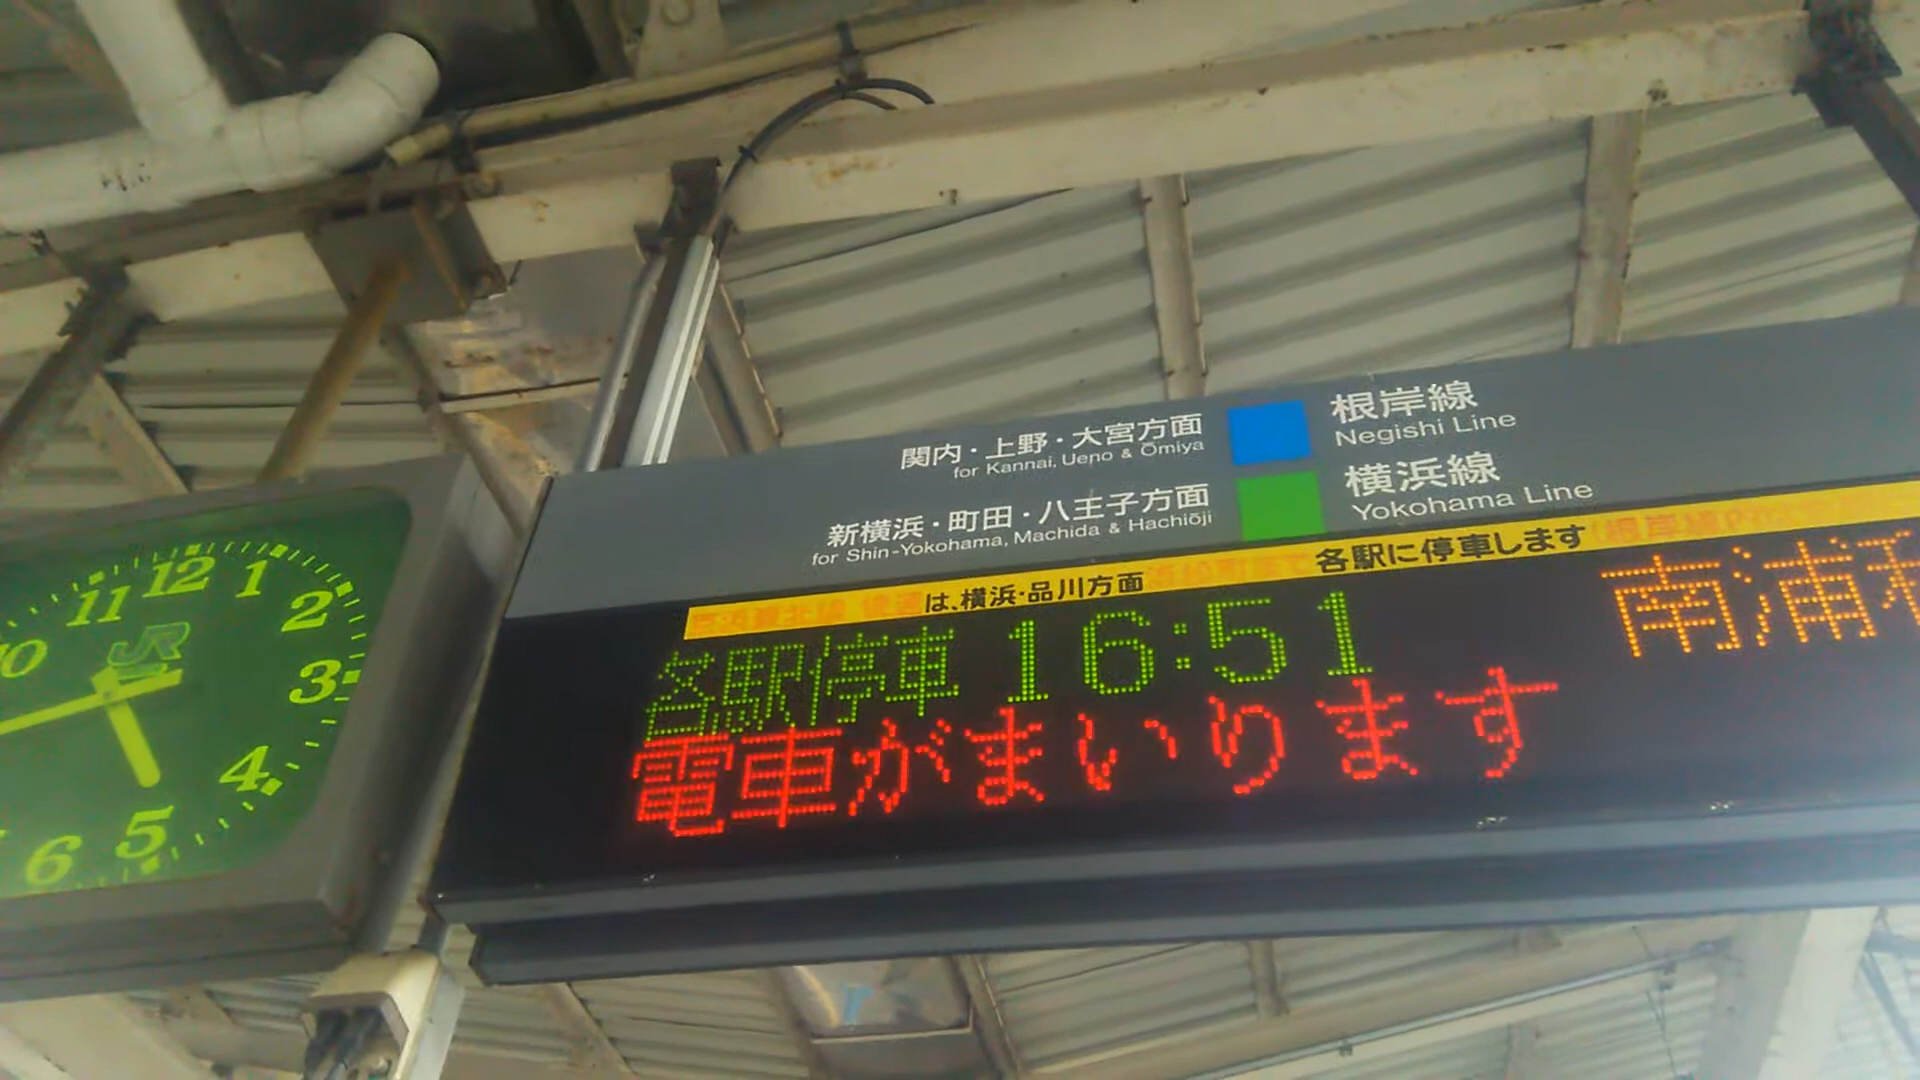 関内・上野・大宮方面
for Kannai, Ueno & Ōmiya
根岸線
Negishi Line
新横浜・町田・八王子方面
for Shin-Yokohama, Machida & Hachiōji
横浜線
Yokohama Line
は、横浜・品川方面
各駅に停車します
各駅停車 16:51
南浦
電車がまいります
12
11
1
2
10
JR
3
4
5
6